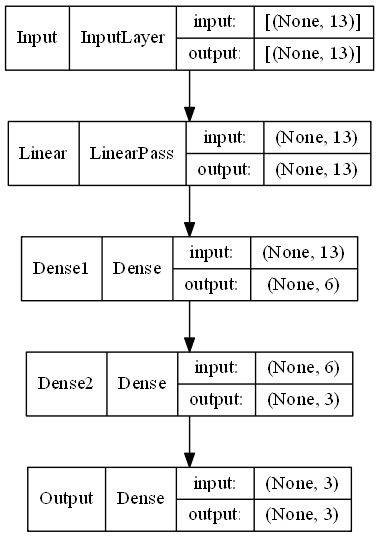 Input InputLayer input: [(None, 13)]
output: [(None, 13)]
Linear LinearPass input: (None, 13)
output: (None, 13)
Dense1 Dense input: (None, 13)
output: (None, 6)
Dense2 Dense input: (None, 6)
output: (None, 3)
Output Dense input: (None, 3)
output: (None, 3)